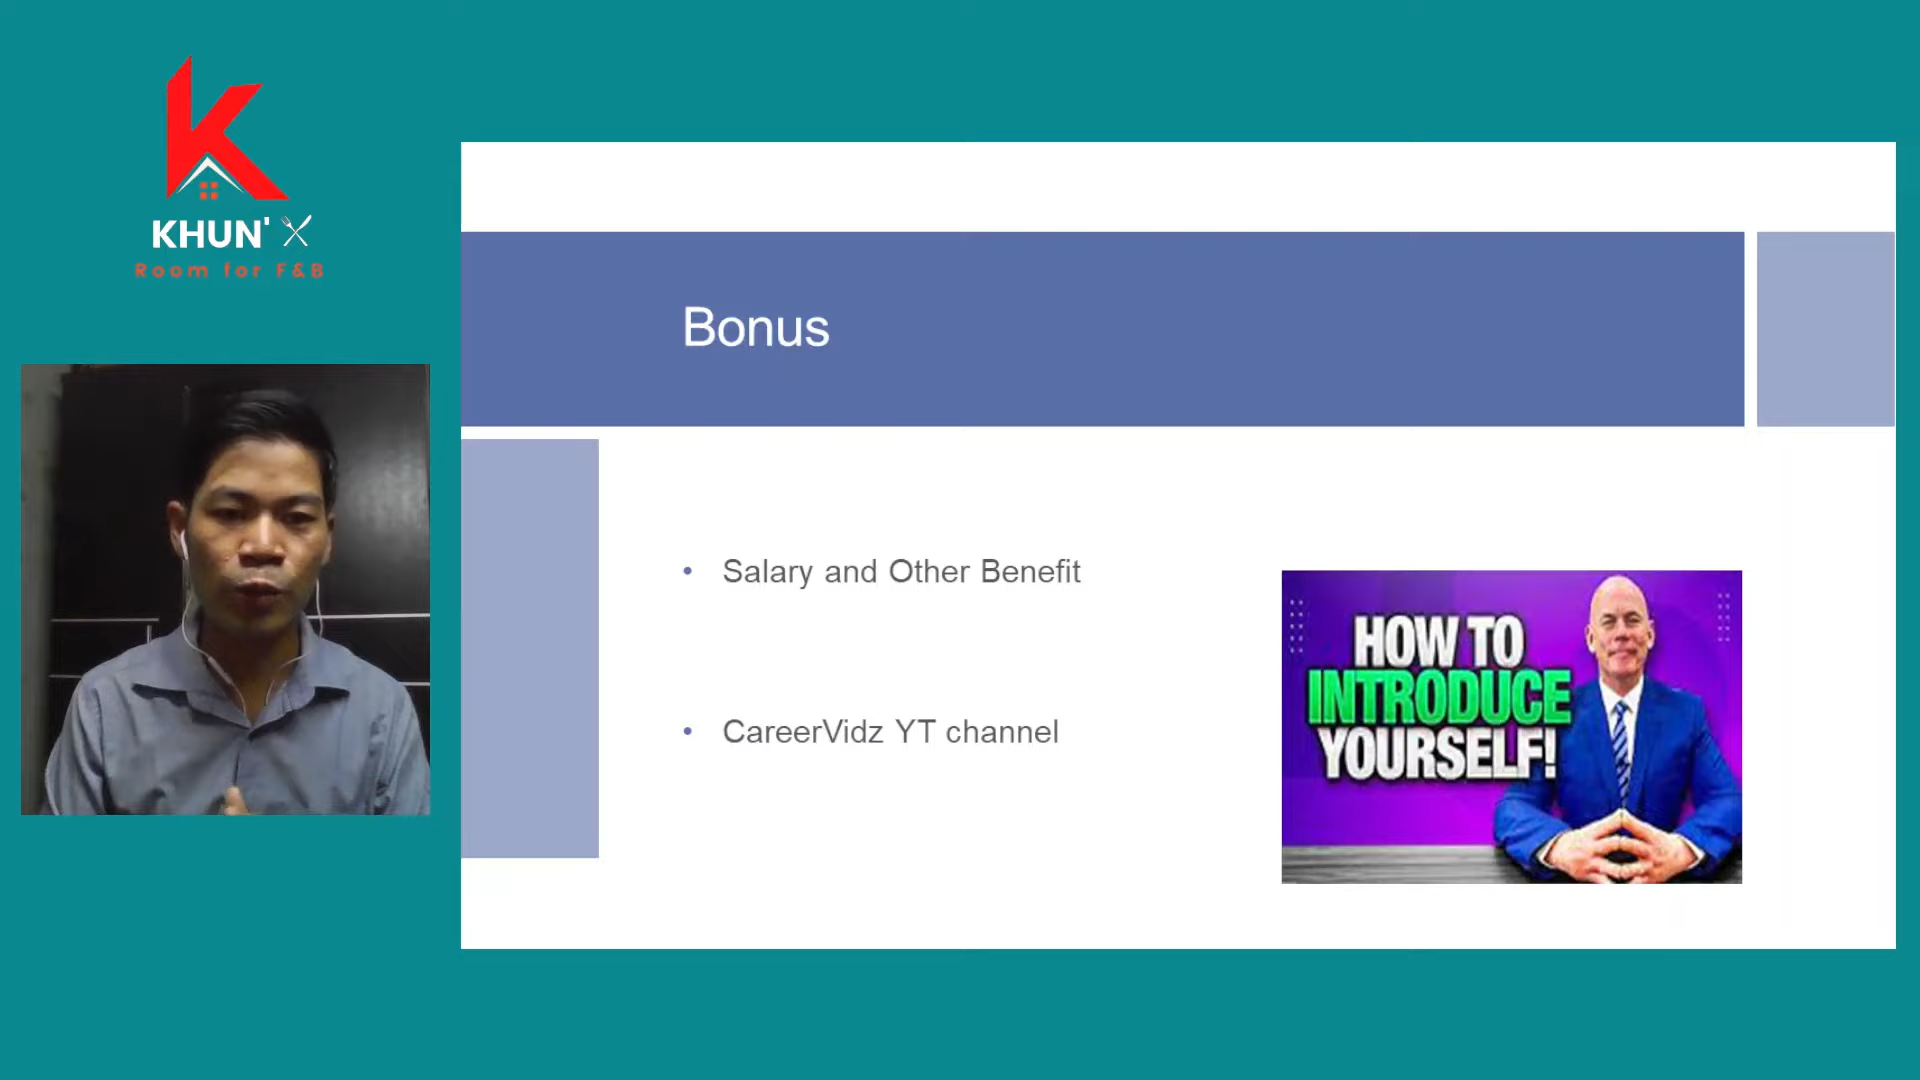 KHUN'
Room for F&B
Bonus
• Salary and Other Benefit
• CareerVidz YT channel
HOW TO
INTRODUCE
YOURSELF!